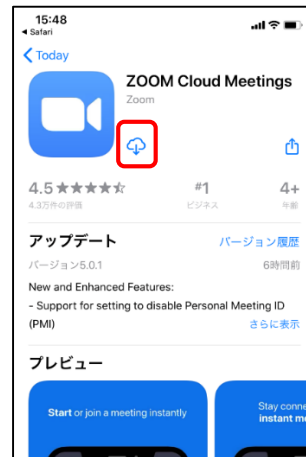 15:48
◀ Safari
Today
ZOOM Cloud Meetings
Zoom
4.5★★★★☆ #1 4+
4.3万件の評価 ビジネス 年齢
アップデート バージョン履歴
バージョン5.0.1 6時間前
New and Enhanced Features:
- Support for setting to disable Personal Meeting ID
(PMI) さらに表示
プレビュー
Start or join a meeting instantly
Stay conne
instant me